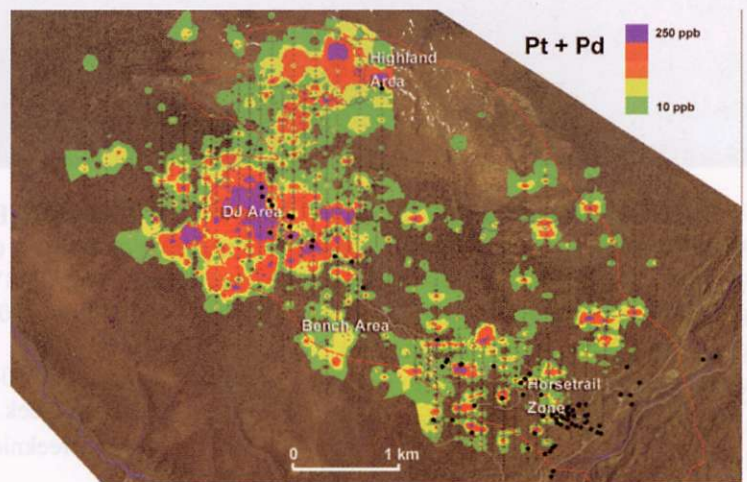 Pt + Pd
250 ppb
10 ppb
Highland
Area
DJ Area
Bench Area
Horsetrail
Zone
0 1 km